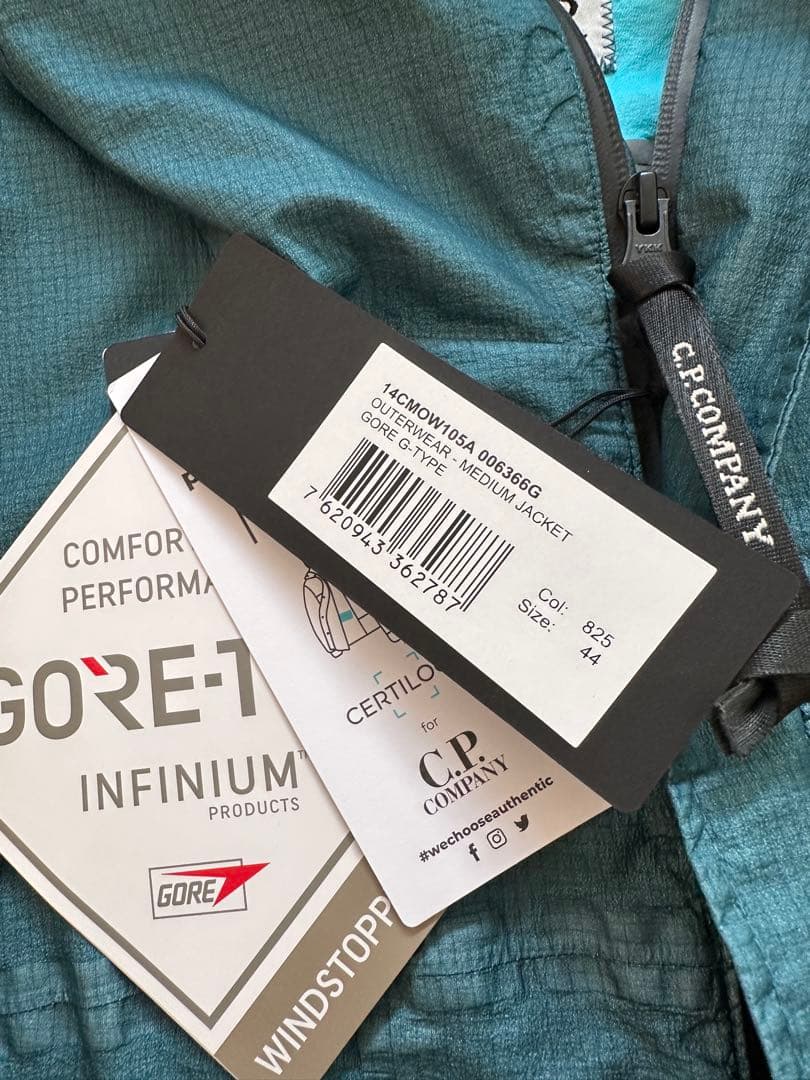 YKK
C.P.COMPANY
14CMOW105A 006366G
OUTERWEAR - MEDIUM JACKET
GORE G-TYPE
7 620943 362787
Col: 825
Size: 44
COMFOR
PERFORMA
GORE-T
INFINIUM™
PRODUCTS
GORE
WINDSTOPP
CERTILO
for
C.P.
COMPANY
#wechooseauthentic